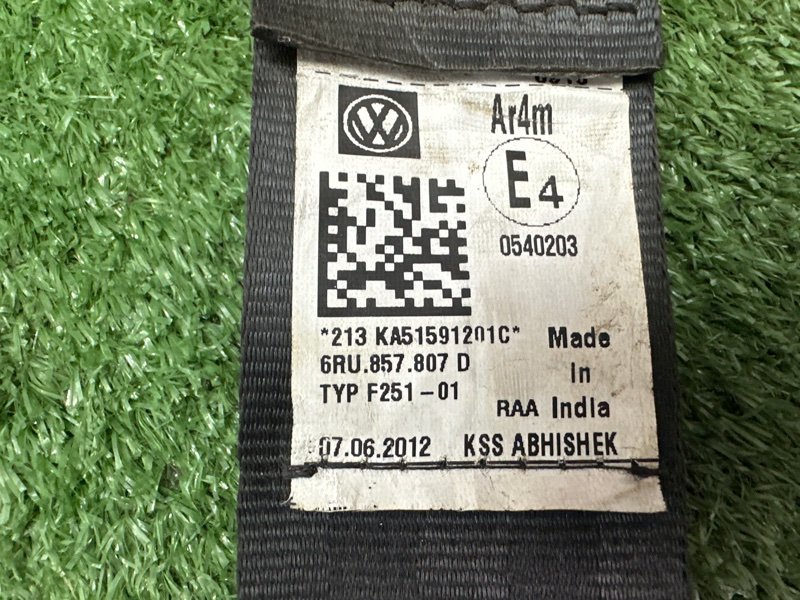 Ar4m
E4
0540203
*213 KA51591201C*
Made
6RU.857.807 D
In
TYP F251-01
RAA India
07.06.2012 KSS ABHISHEK